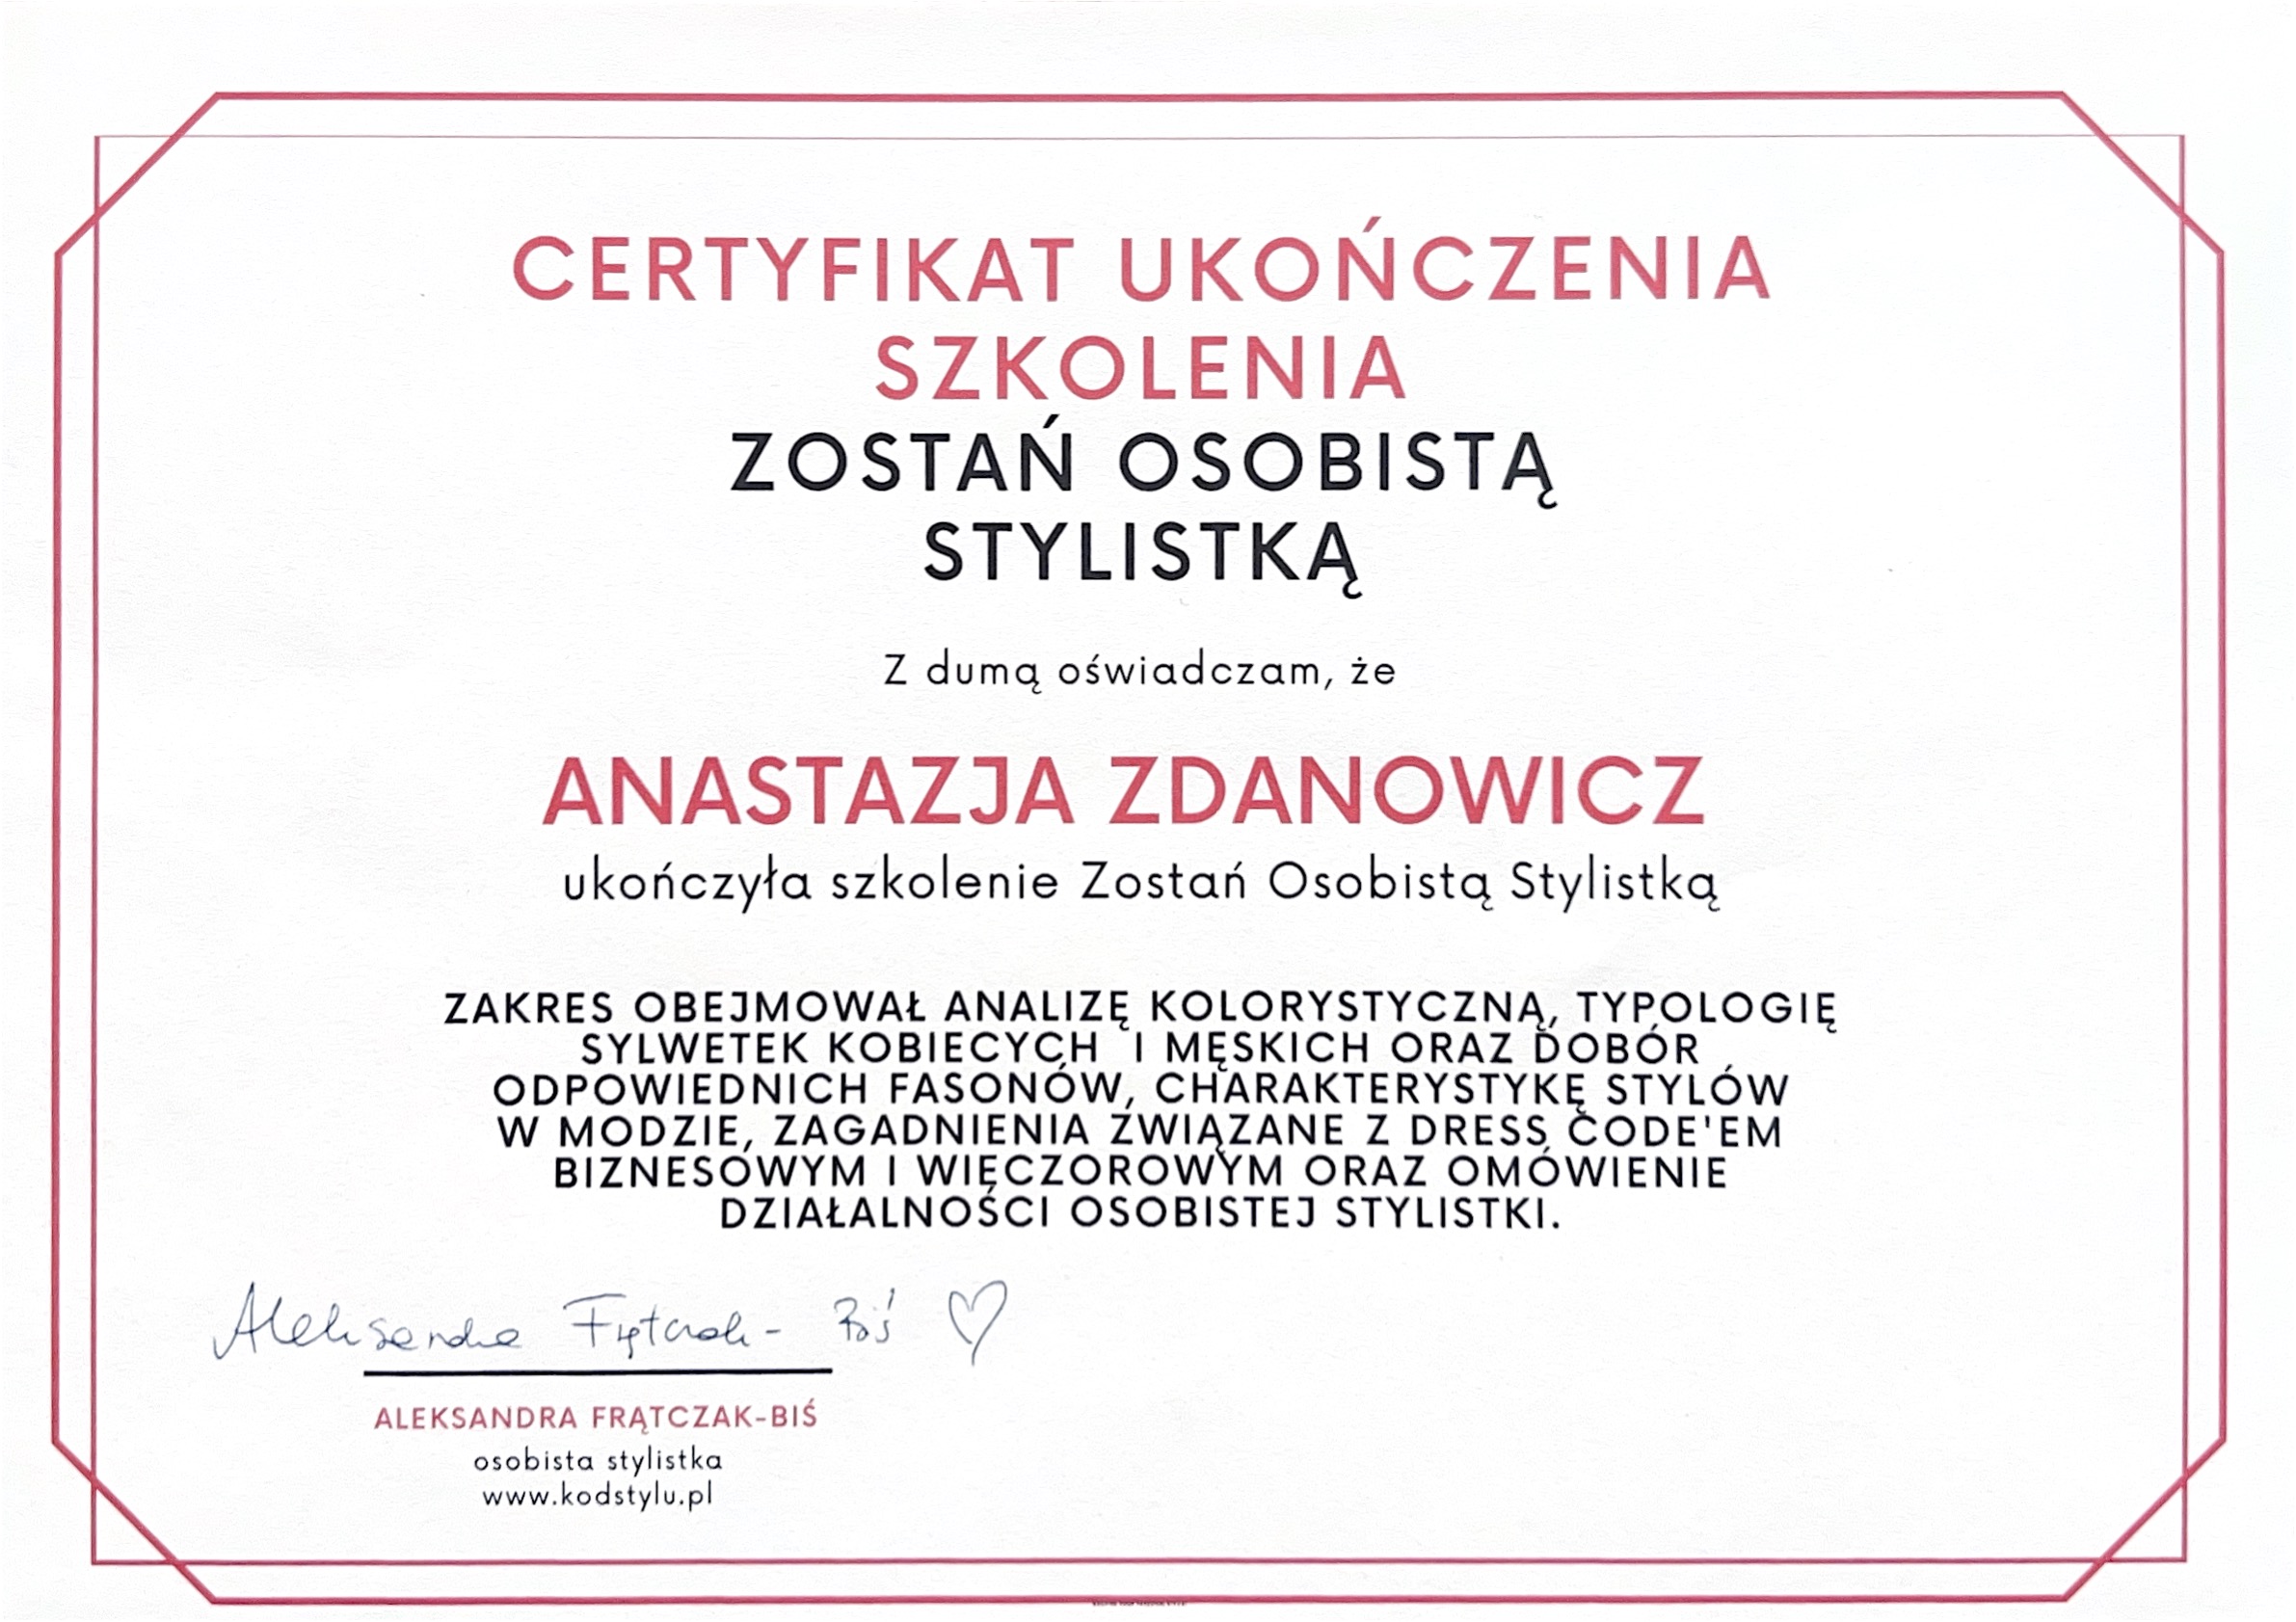 CERTYFIKAT UKOŃCZENIA
SZKOLENIA
ZOSTAŃ OSOBISTĄ
STYLISTKĄ
Z dumą oświadczam, że
ANASTAZJA ZDANOWICZ
ukończyła szkolenie Zostań Osobistą Stylistką
ZAKRES OBEJMOWAŁ ANALIZĘ KOLORYSTYCZNĄ, TYPOLOGIĘ
SYLWETEK KOBIECYCH I MĘSKICH ORAZ DOBÓR
ODPOWIEDNICH FASONÓW, CHARAKTERYSTYKĘ STYLÓW
W MODZIE, ZAGADNIENIA ZWIĄZANE Z DRESS CODE'EM
BIZNESOWYM I WIECZOROWYM ORAZ OMÓWIENIE
DZIAŁALNOŚCI OSOBISTEJ STYLISTKI.
Aleksandra Frątczak-Biś
ALEKSANDRA FRĄTCZAK-BIŚ
osobista stylistka
www.kodstylu.pl